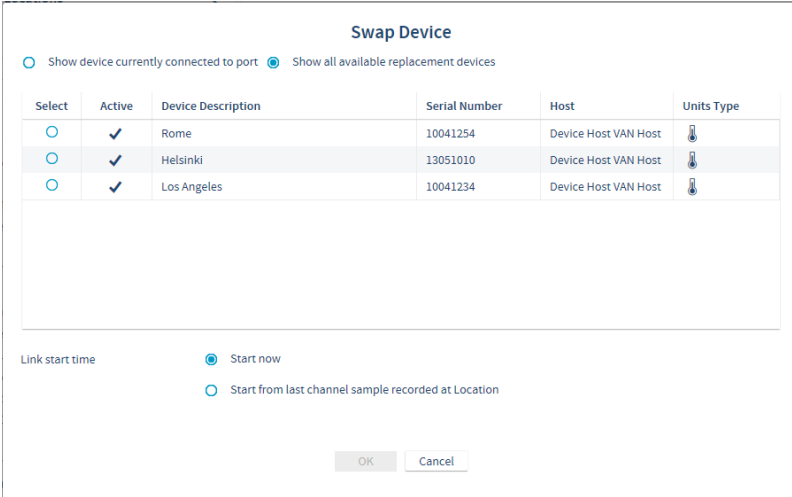 Swap Device
Show device currently connected to port Show all available replacement devices
Select Active Device Description Serial Number Host Units Type
Rome 10041254 Device Host VAN Host
Helsinki 13051010 Device Host VAN Host
Los Angeles 10041234 Device Host VAN Host
Link start time Start now
Start from last channel sample recorded at Location
OK Cancel